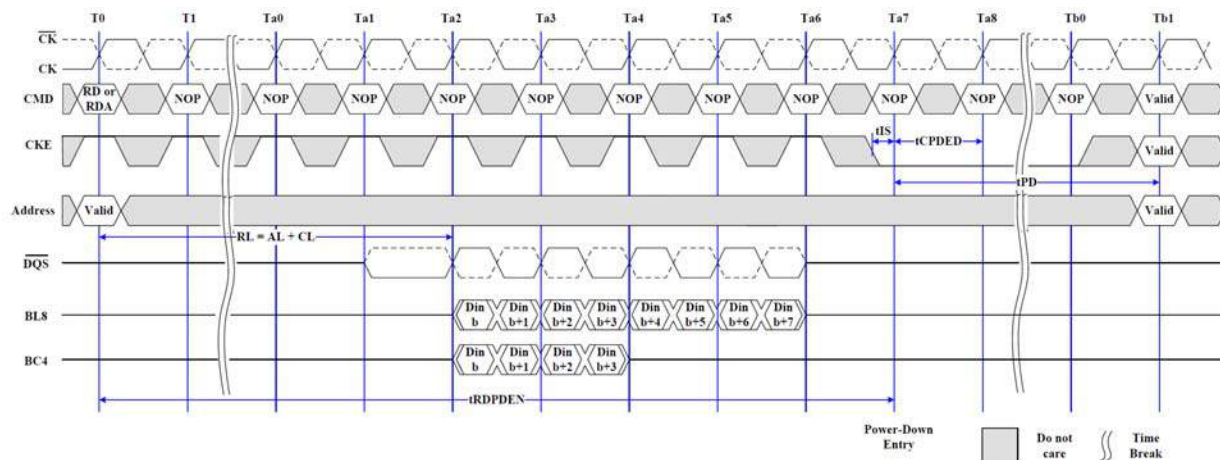 T0 T1 Ta0 Ta1 Ta2 Ta3 Ta4 Ta5 Ta6 Ta7 Ta8 Tb0 Tb1
CK
CK
CMD RD or RDA NOP NOP NOP NOP NOP NOP NOP NOP NOP NOP NOP Valid
CKE tIS tCPDED Valid
tPD
Address Valid Valid
RL = AL + CL
DQS
BL8 Din b Din b+1 Din b+2 Din b+3 Din b+4 Din b+5 Din b+6 Din b+7
BC4 Din b Din b+1 Din b+2 Din b+3
tRDPDEN
Power-Down Entry
Do not care
Time Break